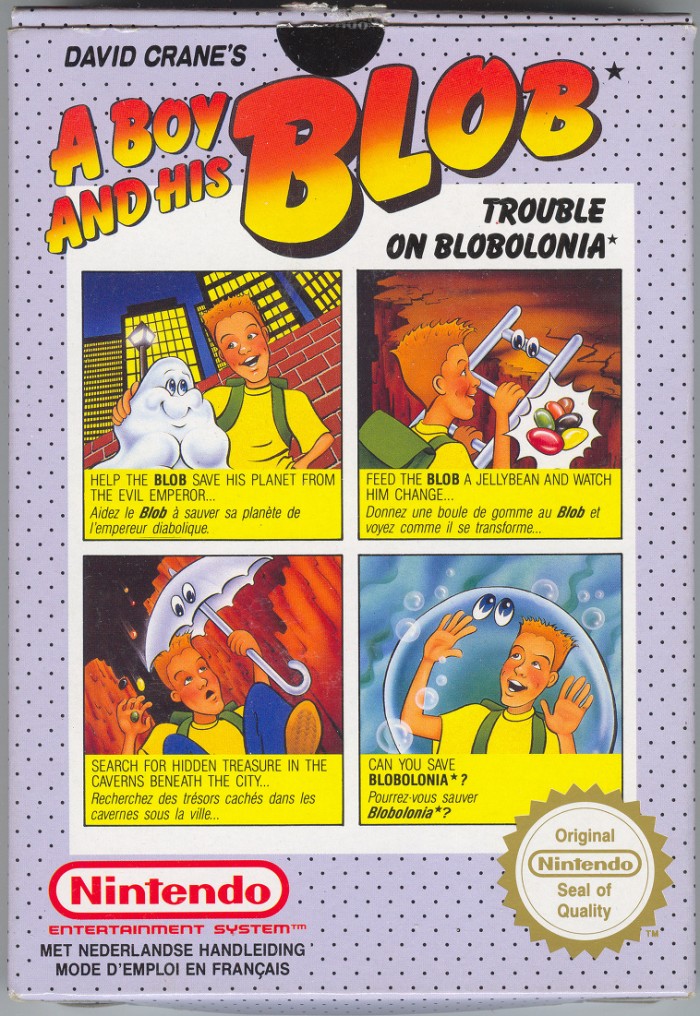 DAVID CRANE'S
A BOY
AND HIS
BLOB★
TROUBLE
ON BLOBOLONIA★
HELP THE BLOB SAVE HIS PLANET FROM
THE EVIL EMPEROR...
Aidez le Blob à sauver sa planète de
l'empereur diabolique.
FEED THE BLOB A JELLYBEAN AND WATCH
HIM CHANGE...
Donnez une boule de gomme au Blob et
voyez comme il se transforme...
SEARCH FOR HIDDEN TREASURE IN THE
CAVERNS BENEATH THE CITY...
Recherchez des trésors cachés dans les
cavernes sous la ville...
CAN YOU SAVE
BLOBOLONIA★?
Pourrez-vous sauver
Blobolonia★?
Nintendo
ENTERTAINMENT SYSTEM™
MET NEDERLANDSE HANDLEIDING
MODE D'EMPLOI EN FRANÇAIS
Original
Nintendo
Seal of
Quality
TM